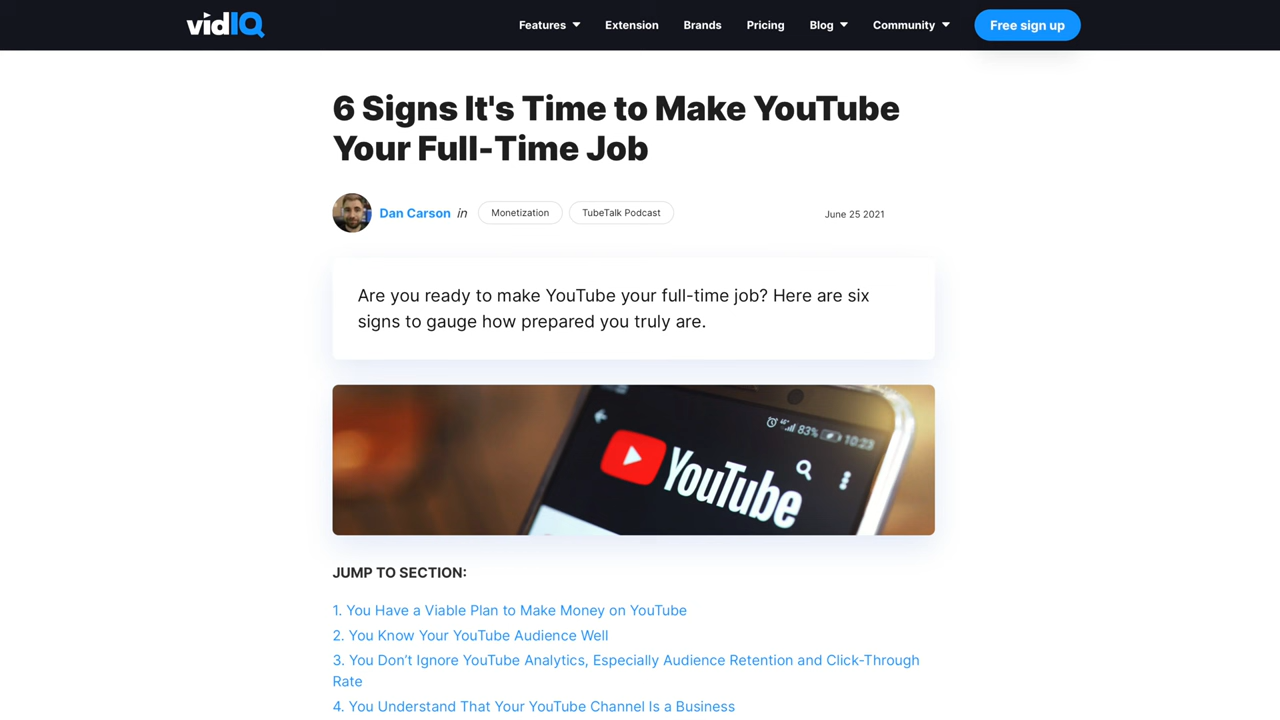 vidIQ
Features Extension Brands Pricing Blog Community Free sign up
6 Signs It's Time to Make YouTube
Your Full-Time Job
Dan Carson in Monetization TubeTalk Podcast June 25 2021
Are you ready to make YouTube your full-time job? Here are six
signs to gauge how prepared you truly are.
83% 10:23
YouTube
JUMP TO SECTION:
1. You Have a Viable Plan to Make Money on YouTube
2. You Know Your YouTube Audience Well
3. You Don’t Ignore YouTube Analytics, Especially Audience Retention and Click-Through
Rate
4. You Understand That Your YouTube Channel Is a Business